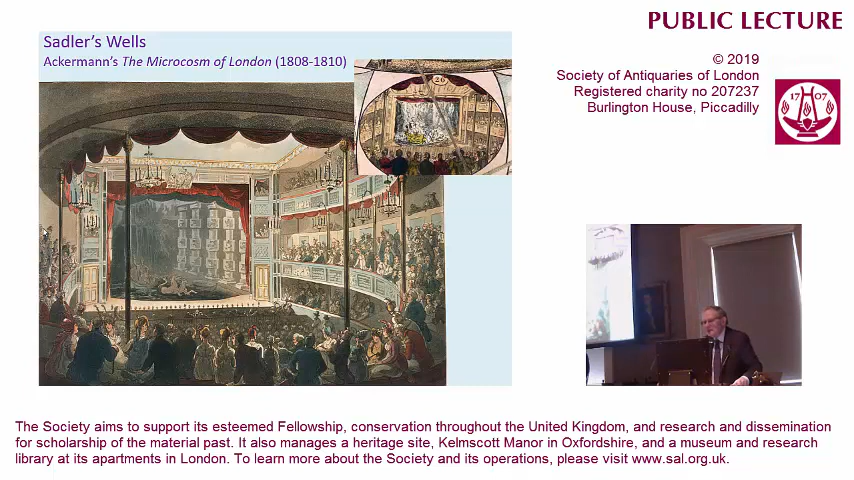 PUBLIC LECTURE
Sadler's Wells
Ackermann's The Microcosm of London (1808-1810)
26
© 2019
Society of Antiquaries of London
Registered charity no 207237
Burlington House, Piccadilly
1707
The Society aims to support its esteemed Fellowship, conservation throughout the United Kingdom, and research and dissemination
for scholarship of the material past. It also manages a heritage site, Kelmscott Manor in Oxfordshire, and a museum and research
library at its apartments in London. To learn more about the Society and its operations, please visit www.sal.org.uk.